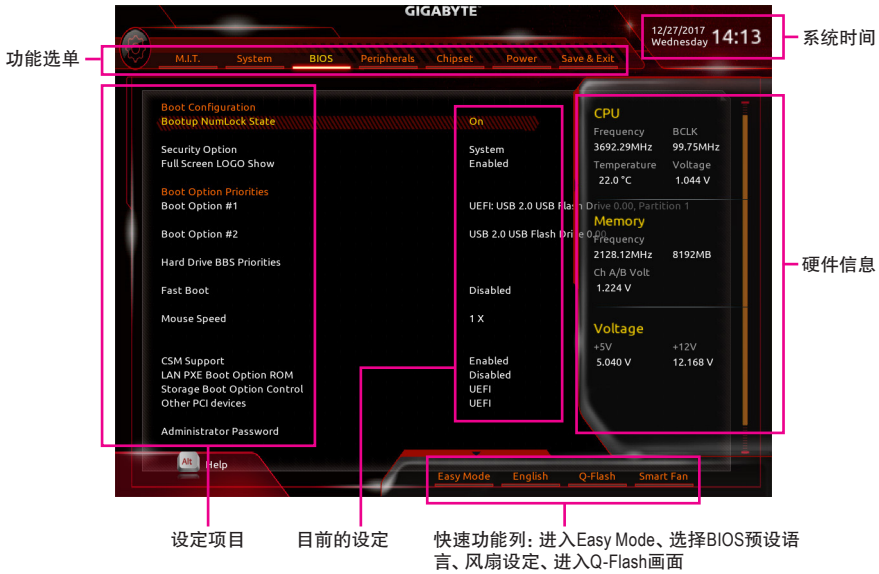 GIGABYTE
12/27/2017
Wednesday 14:13
系统时间
功能选单
M.I.T. System BIOS Peripherals Chipset Power Save & Exit
Boot Configuration
Bootup NumLock State On
Security Option System
Full Screen LOGO Show Enabled
Boot Option Priorities
Boot Option #1 UEFI: USB 2.0 USB Flash Drive 0.00, Partition 1
Boot Option #2 USB 2.0 USB Flash Drive 0.00
Hard Drive BBS Priorities
Fast Boot Disabled
Mouse Speed 1 X
CSM Support Enabled
LAN PXE Boot Option ROM Disabled
Storage Boot Option Control UEFI
Other PCI devices UEFI
Administrator Password
CPU
Frequency BCLK
3692.29MHz 99.75MHz
Temperature Voltage
22.0 °C 1.044 V
Memory
Frequency
2128.12MHz 8192MB
Ch A/B Volt
1.224 V
Voltage
+5V +12V
5.040 V 12.168 V
硬件信息
Alt Help
Easy Mode English Q-Flash Smart Fan
设定项目
目前的设定
快速功能列: 进入Easy Mode、选择BIOS预设语
言、风扇设定、进入Q-Flash画面